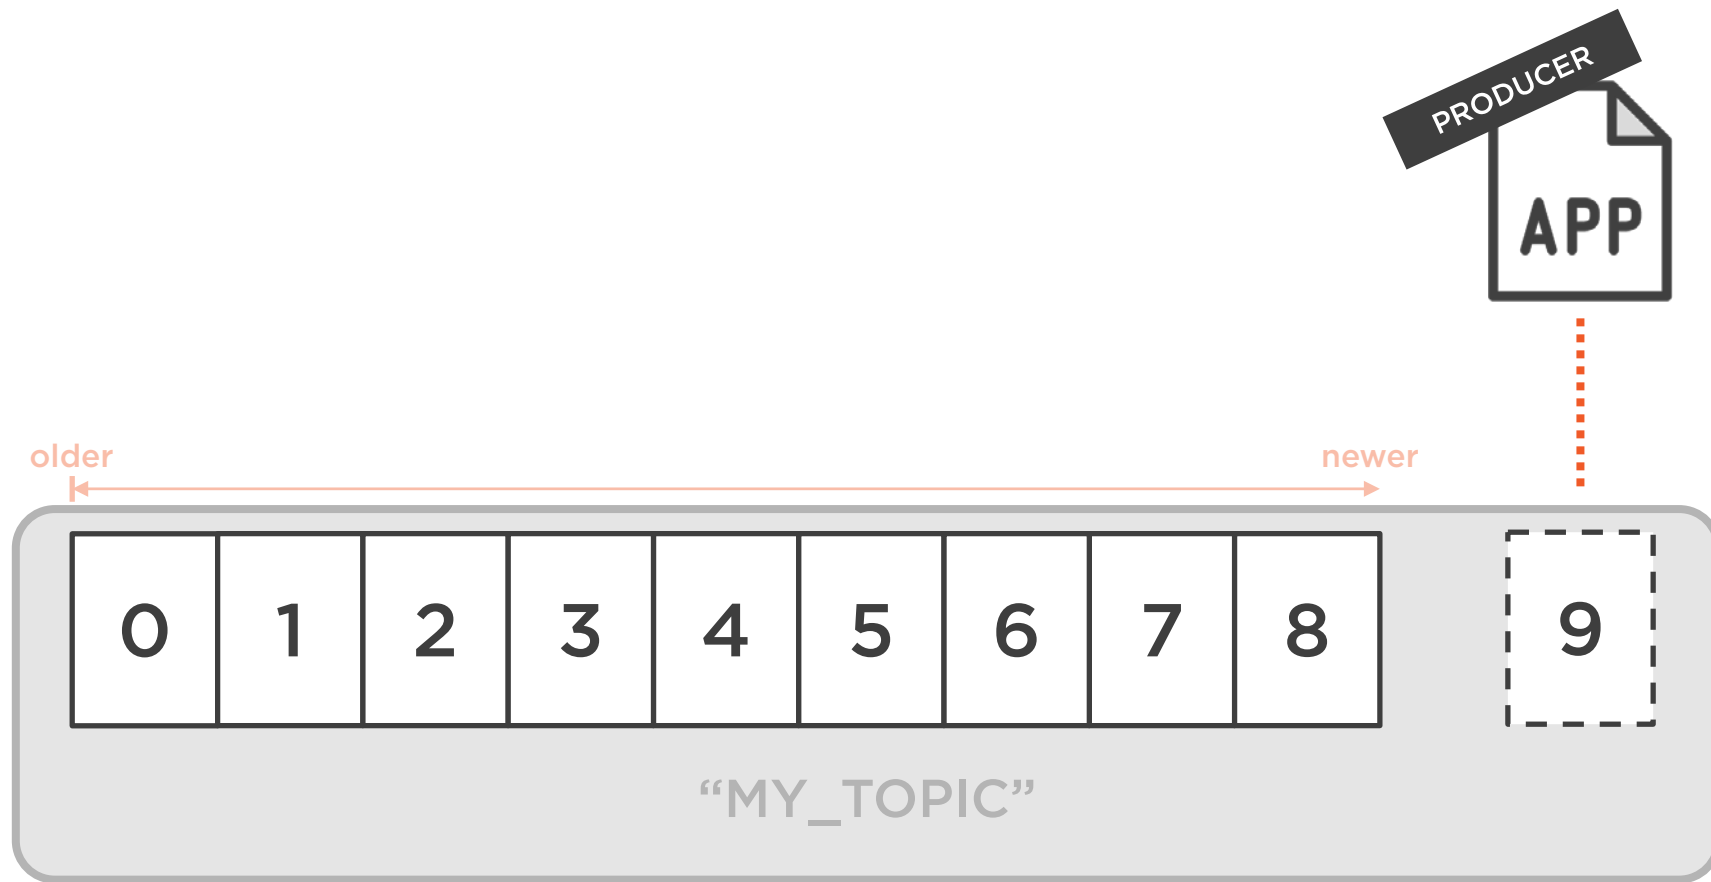 PRODUCER
APP
older newer
0 1 2 3 4 5 6 7 8 9
“MY_TOPIC”